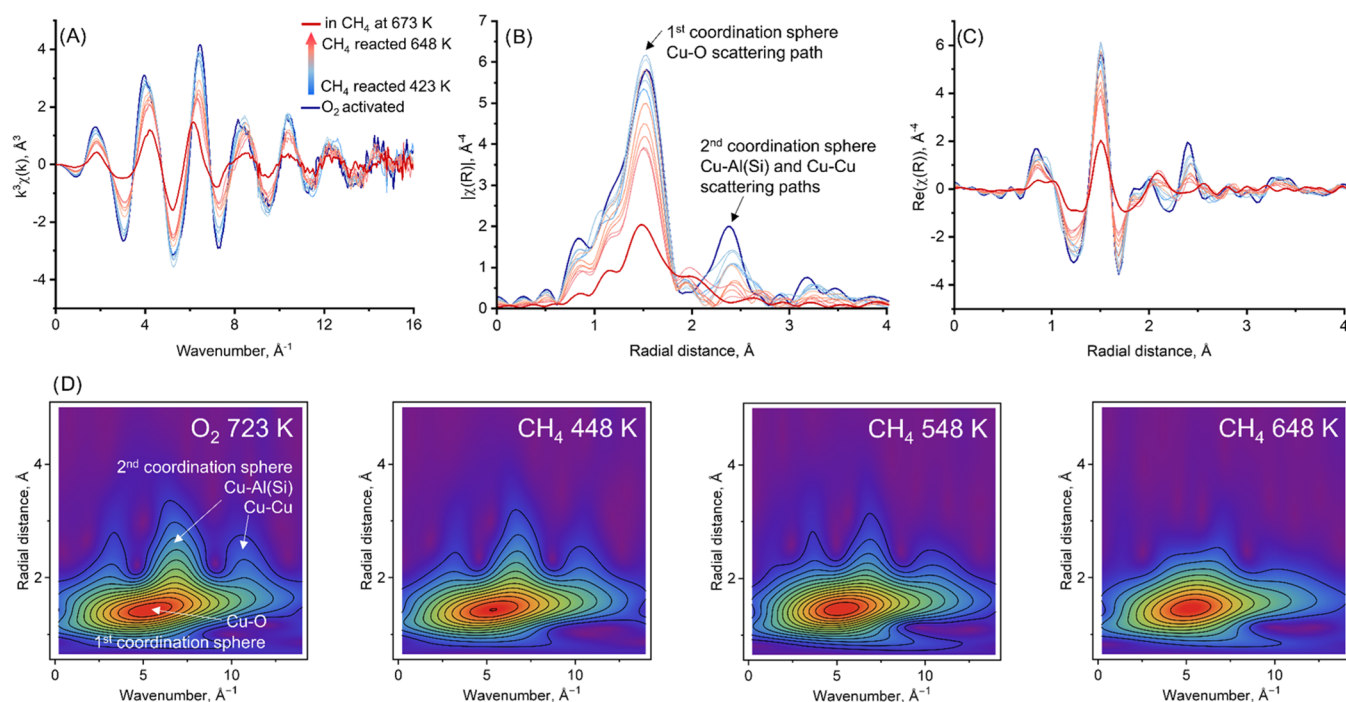 (A)
in CH₄ at 673 K
CH₄ reacted 648 K
CH₄ reacted 423 K
O₂ activated
k³χ(k), Å³
4
2
0
-2
-4
0
4
8
12
16
Wavenumber, Å⁻¹
(B)
1ˢᵗ coordination sphere
Cu-O scattering path
2ⁿᵈ coordination sphere
Cu-Al(Si) and Cu-Cu
scattering paths
|χ(R)|, Å⁻⁴
7
6
5
4
3
2
1
0
0
1
2
3
4
Radial distance, Å
(C)
Re(χ(R)), Å⁻⁴
6
4
2
0
-2
-4
0
1
2
3
4
Radial distance, Å
(D)
O₂ 723 K
2ⁿᵈ coordination sphere
Cu-Al(Si)
Cu-Cu
Cu-O
1ˢᵗ coordination sphere
Radial distance, Å
4
2
0
5
10
Wavenumber, Å⁻¹
CH₄ 448 K
Radial distance, Å
4
2
0
5
10
Wavenumber, Å⁻¹
CH₄ 548 K
Radial distance, Å
4
2
0
5
10
Wavenumber, Å⁻¹
CH₄ 648 K
Radial distance, Å
4
2
0
5
10
Wavenumber, Å⁻¹